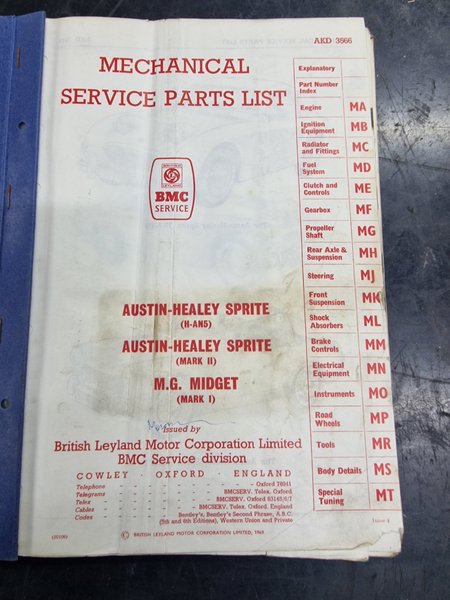 AKD 3566
MECHANICAL
SERVICE PARTS LIST
LEYLAND
BMC
SERVICE
AUSTIN-HEALEY SPRITE
(H-AN5)
AUSTIN-HEALEY SPRITE
(MARK II)
M.G. MIDGET
(MARK I)
Issued by
British Leyland Motor Corporation Limited
BMC Service division
COWLEY · OXFORD · ENGLAND
Telephone - - - - - Oxford 78941
Telegrams - - - - - BMCSERV. Telex. Oxford
Telex - - - - - BMCSERV. Oxford 83145/6/7
Cables - - - - - BMCSERV. Telex. Oxford. England
Codes - - - Bentley's, Bentley's Second Phrase, A.B.C.
(5th and 6th Editions), Western Union and Private
© BRITISH LEYLAND MOTOR CORPORATION LIMITED, 1969
Issue 4
Explanatory
Part Number
Index
Engine MA
Ignition
Equipment MB
Radiator
and Fittings MC
Fuel
System MD
Clutch and
Controls ME
Gearbox MF
Propeller
Shaft MG
Rear Axle &
Suspension MH
Steering MJ
Front
Suspension MK
Shock
Absorbers ML
Brake
Controls MM
Electrical
Equipment MN
Instruments MO
Road
Wheels MP
Tools MR
Body Details MS
Special
Tuning MT